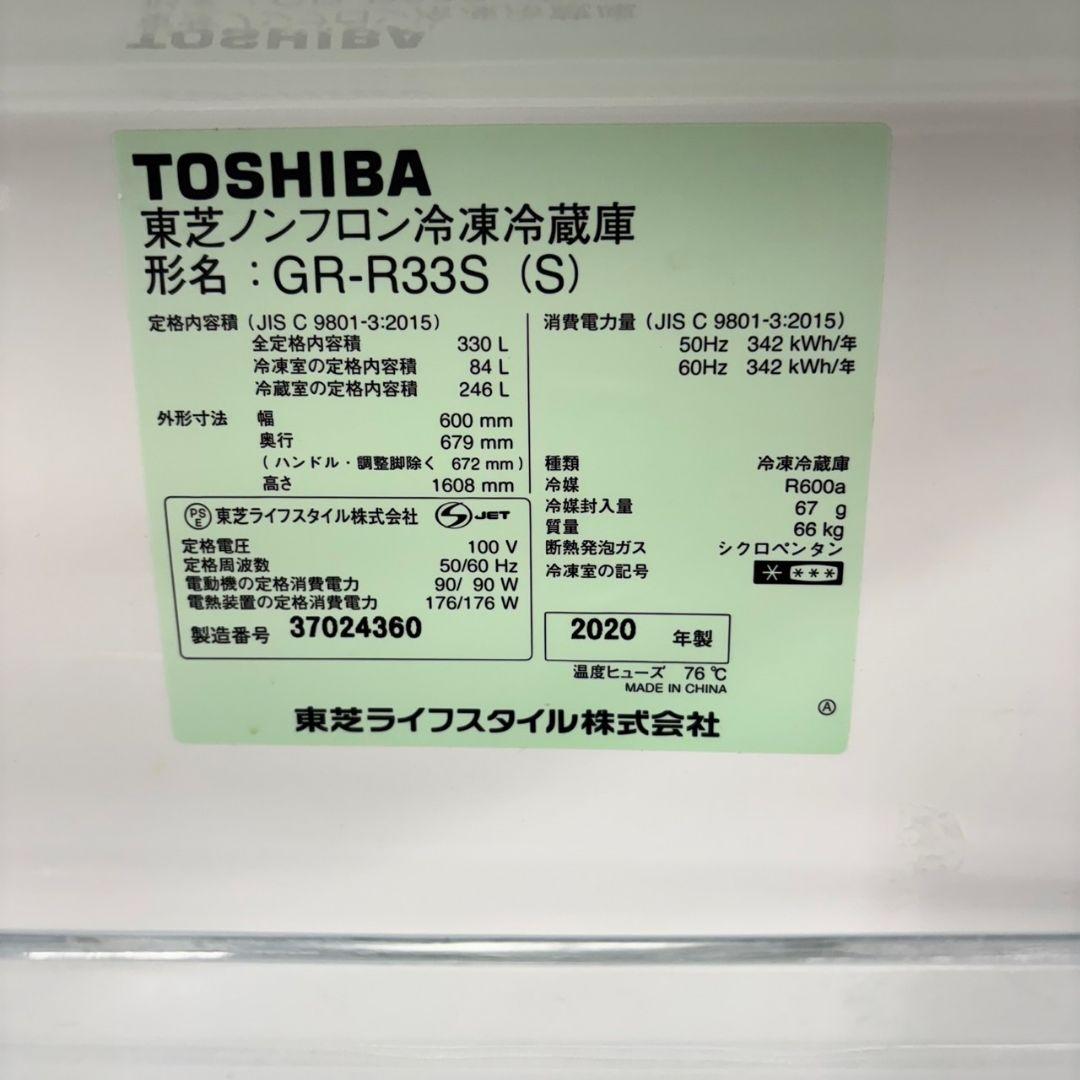 TOSHIBA
東芝ノンフロン冷凍冷蔵庫
形名：GR-R33S (S)
定格内容積 (JIS C 9801-3:2015)
全定格内容積 330 L
冷凍室の定格内容積 84 L
冷蔵室の定格内容積 246 L
外形寸法 幅 600 mm
奥行 679 mm
(ハンドル・調整脚除く 672 mm)
高さ 1608 mm
消費電力量 (JIS C 9801-3:2015)
50Hz 342 kWh/年
60Hz 342 kWh/年
種類 冷凍冷蔵庫
冷媒 R600a
冷媒封入量 67 g
質量 66 kg
断熱発泡ガス シクロペンタン
冷凍室の記号 * ***
PSE 東芝ライフスタイル株式会社 S JET
定格電圧 100 V
定格周波数 50/60 Hz
電動機の定格消費電力 90/ 90 W
電熱装置の定格消費電力 176/176 W
製造番号 37024360
2020 年製
温度ヒューズ 76 ℃
MADE IN CHINA
Ⓐ
東芝ライフスタイル株式会社